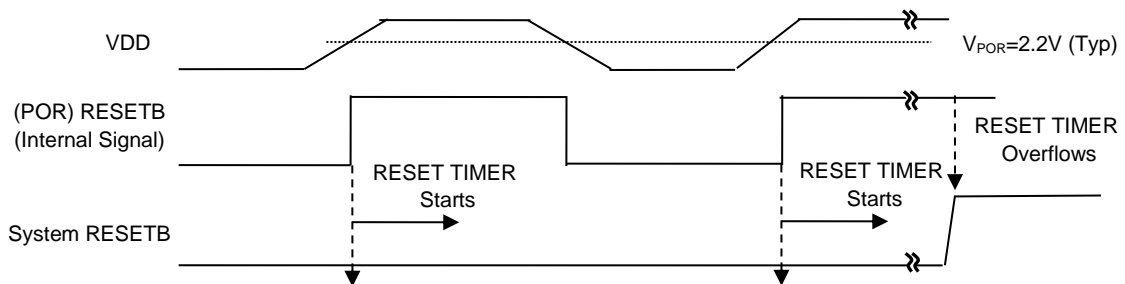 VDD
V_POR=2.2V (Typ)
(POR) RESETB
(Internal Signal)
RESET TIMER
Overflows
RESET TIMER
Starts
RESET TIMER
Starts
System RESETB